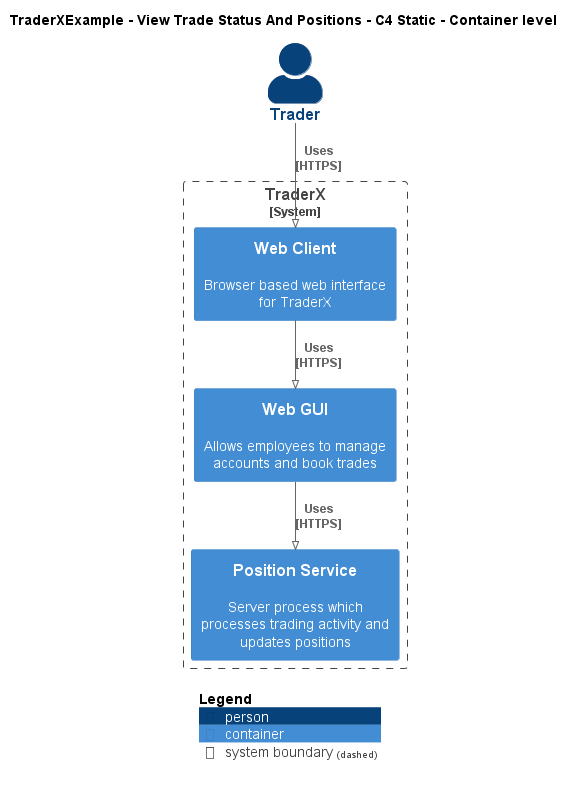 TraderXExample - View Trade Status And Positions - C4 Static - Container level
Trader
Uses
[HTTPS]
TraderX
[System]
Web Client
Browser based web interface
for TraderX
Uses
[HTTPS]
Web GUI
Allows employees to manage
accounts and book trades
Uses
[HTTPS]
Position Service
Server process which
processes trading activity and
updates positions
Legend
person
container
system boundary (dashed)